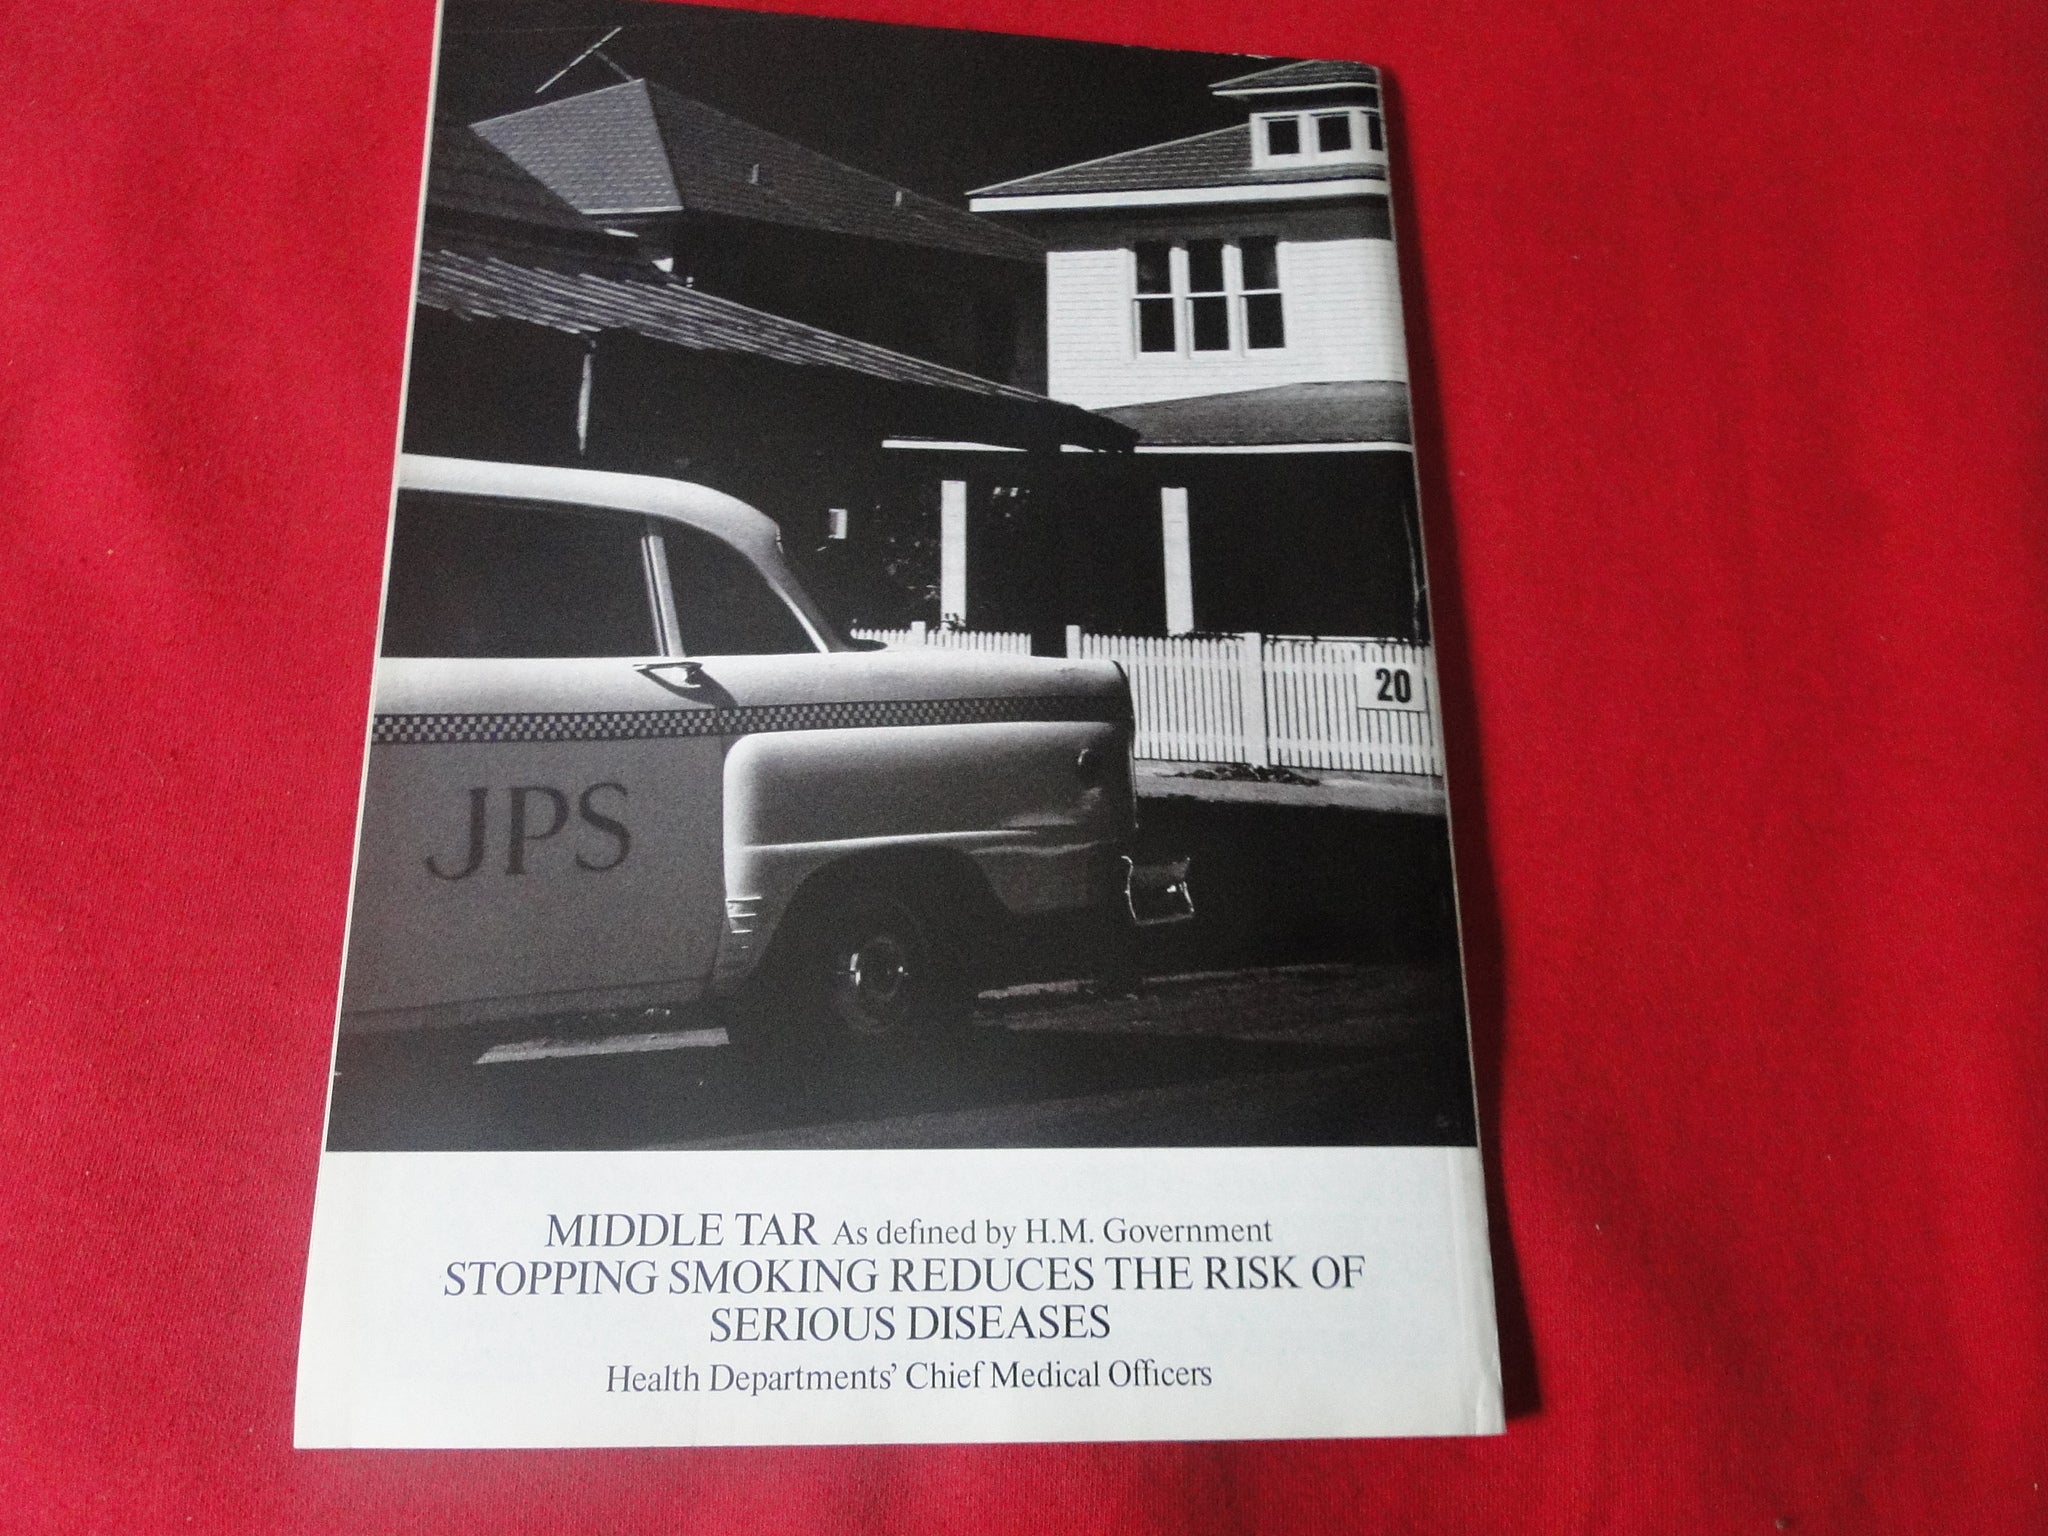 20
JPS
MIDDLE TAR As defined by H.M. Government
STOPPING SMOKING REDUCES THE RISK OF
SERIOUS DISEASES
Health Departments' Chief Medical Officers